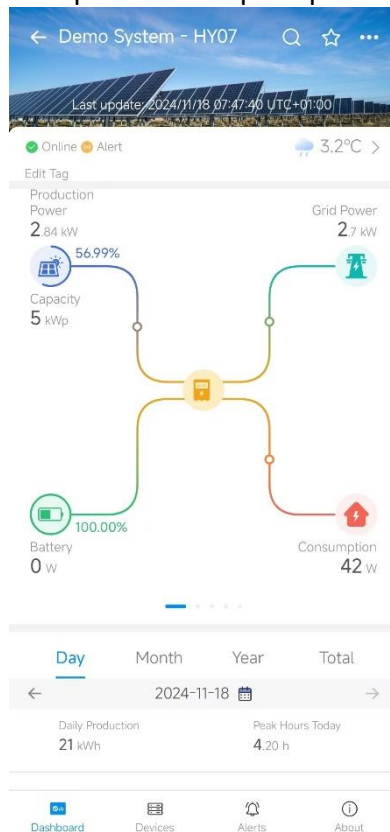 Demo System - HY07
Last update: 2024/11/18 07:47:40 UTC+01:00
Online Alert
3.2°C
Edit Tag
Production
Power
2.84 kW
Grid Power
2.7 kW
56.99%
Capacity
5 kWp
100.00%
Battery
0 W
Consumption
42 W
Day Month Year Total
2024-11-18
Daily Production
21 kWh
Peak Hours Today
4.20 h
Dashboard Devices Alerts About